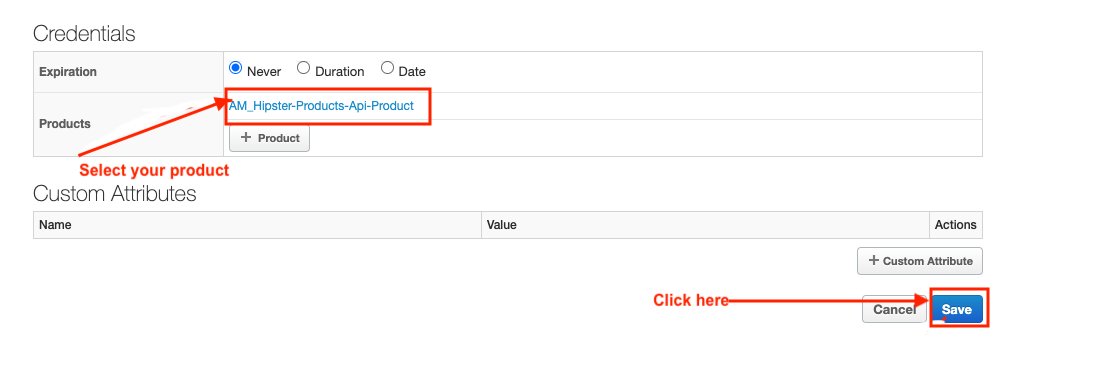 Credentials
Expiration Never Duration Date
AM_Hipster-Products-Api-Product
Products
+ Product
Select your product
Custom Attributes
Name Value Actions
+ Custom Attribute
Click here
Cancel Save